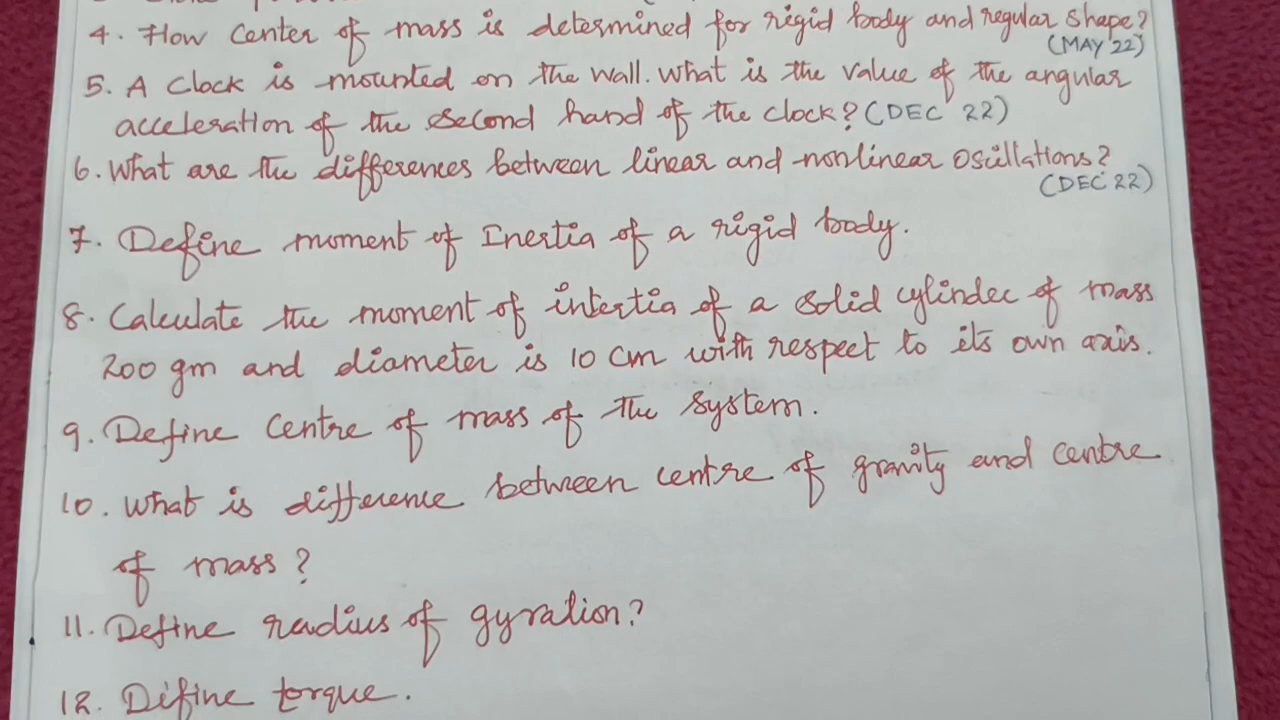 4. How Center of mass is determined for rigid body and regular shape?
(MAY 22)
5. A Clock is mounted on the wall. What is the value of the angular
acceleration of the second hand of the clock? (DEC 22)
6. What are the differences between linear and nonlinear Oscillations?
(DEC 22)
7. Define moment of Inertia of a rigid body.
8. Calculate the moment of intertia of a solid cylinder of mass
200 gm and diameter is 10 cm with respect to its own axis.
9. Define Centre of mass of the system.
10. What is difference between centre of gravity and centre
of mass?
11. Define radius of gyration?
12. Difine torque.